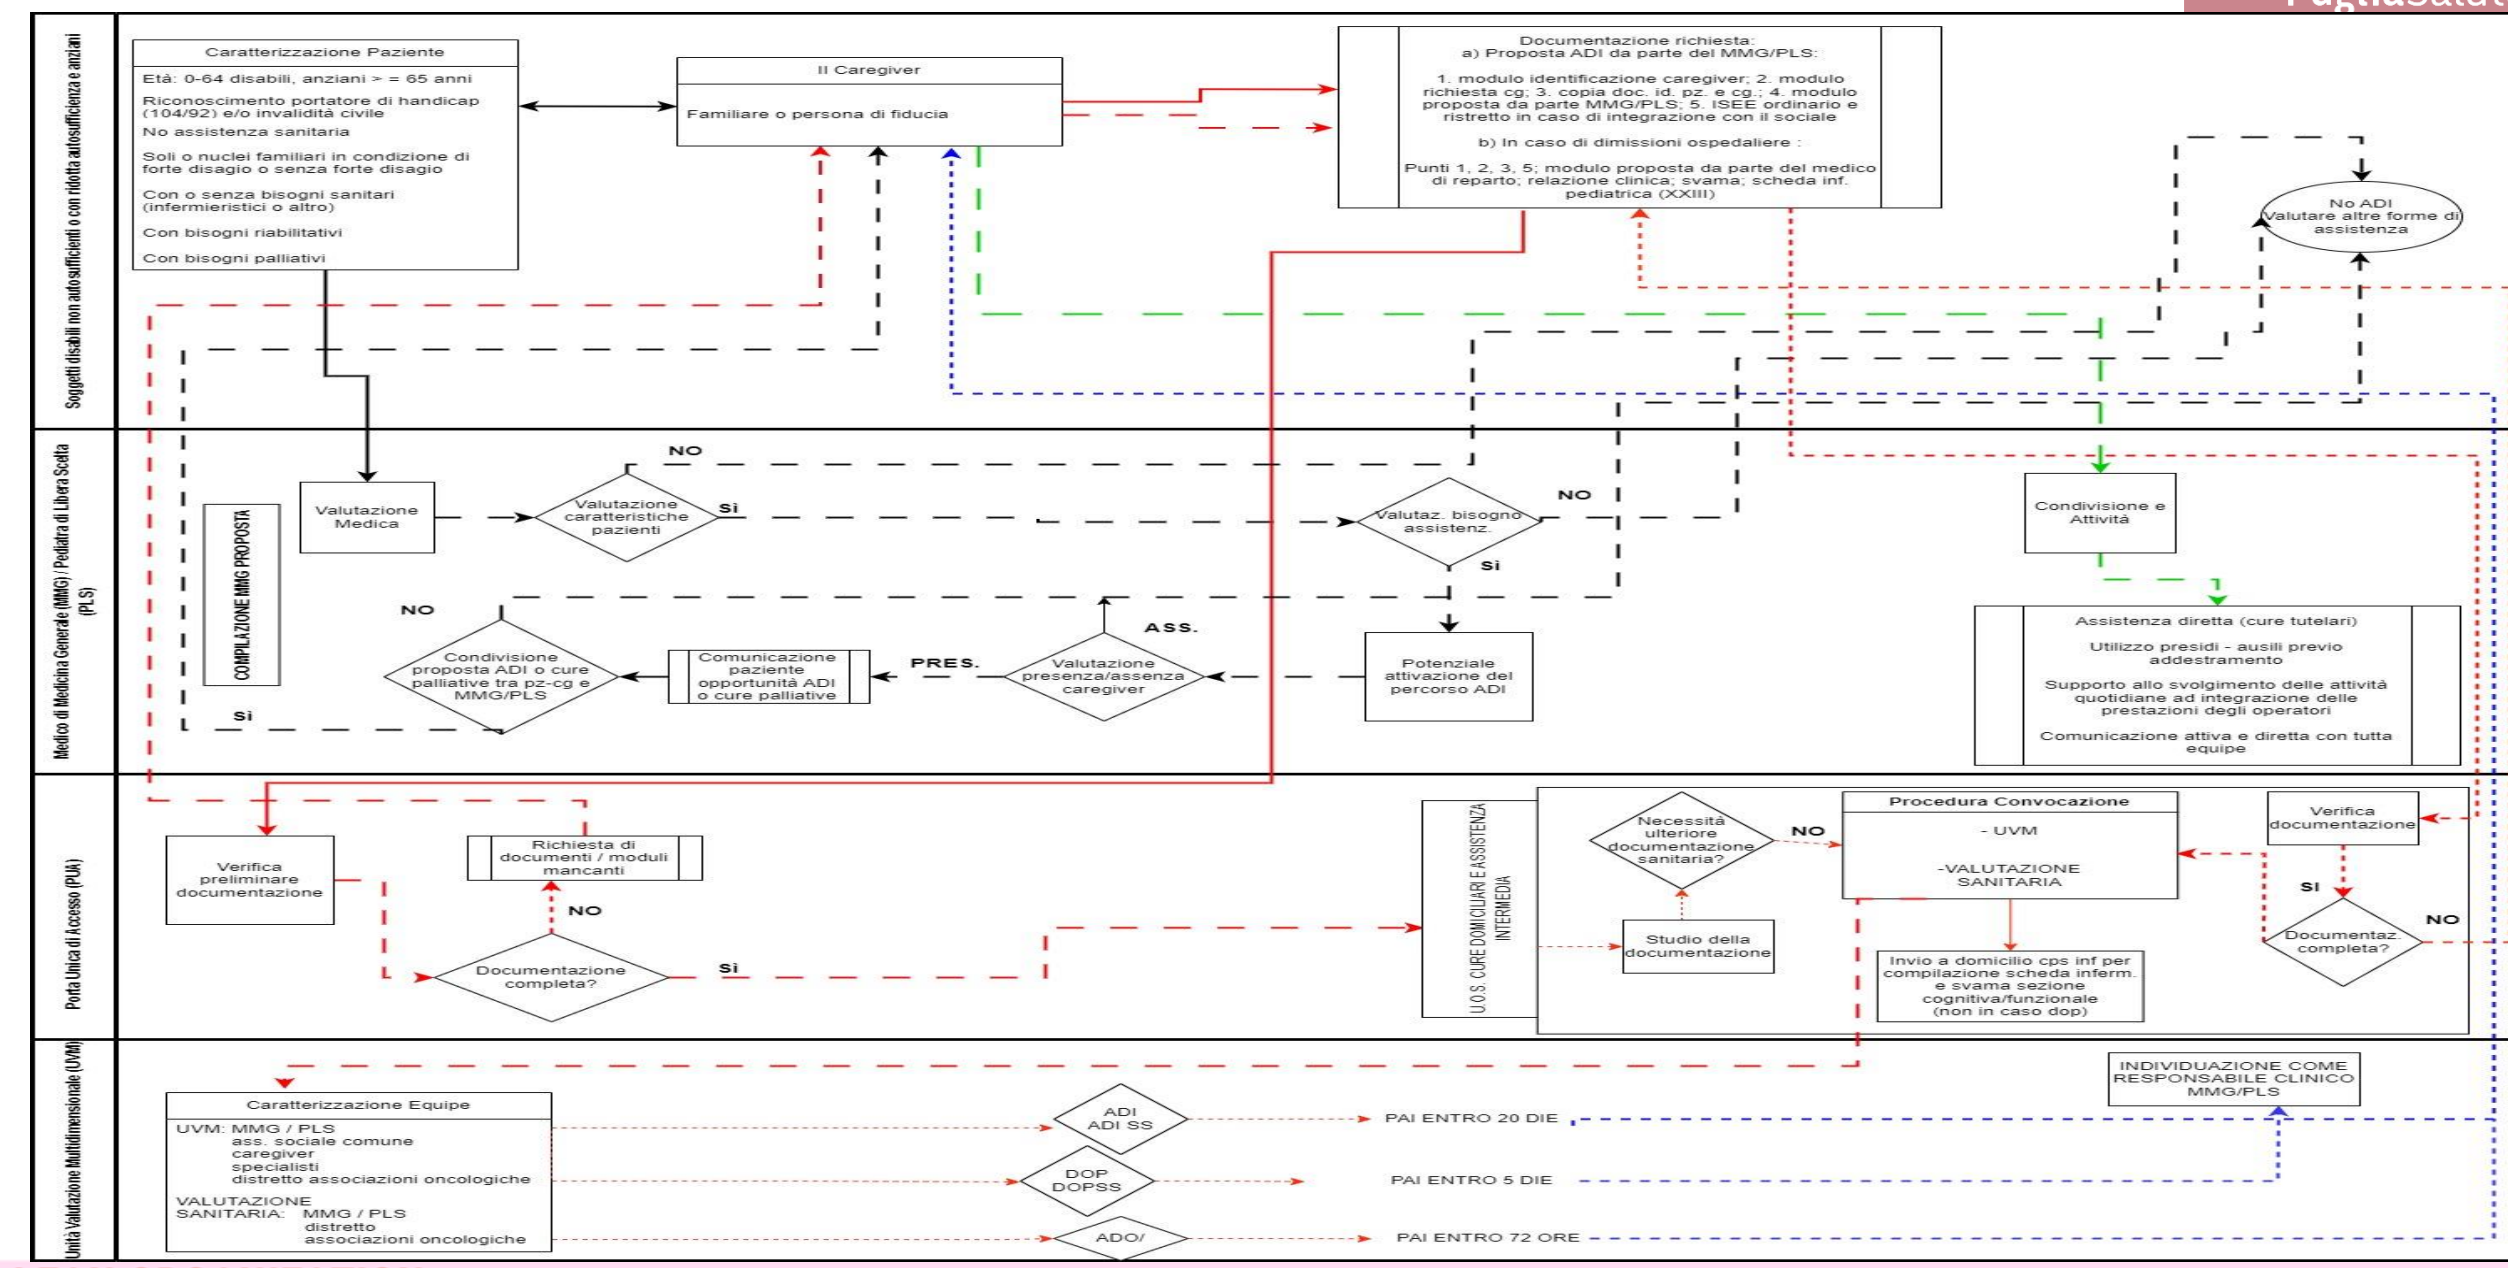 Soggetti disabili non autosufficienti o con ridotta autosufficienza e anziani
Caratterizzazione Paziente
Età: 0-64 disabili, anziani > = 65 anni
Riconoscimento portatore di handicap
(104/92) e/o invalidità civile
No assistenza sanitaria
Soli o nuclei familiari in condizione di
forte disagio o senza forte disagio
Con o senza bisogni sanitari
(infermieristici o altro)
Con bisogni riabilitativi
Con bisogni palliativi
Il Caregiver
Familiare o persona di fiducia
Documentazione richiesta:
a) Proposta ADI da parte del MMG/PLS:
1. modulo identificazione caregiver; 2. modulo
richiesta cg; 3. copia doc. id. pz. e cg.; 4. modulo
proposta da parte MMG/PLS; 5. ISEE ordinario e
ristretto in caso di integrazione con il sociale
b) In caso di dimissioni ospedaliere :
Punti 1, 2, 3, 5; modulo proposta da parte del medico
di reparto; relazione clinica; svama; scheda inf.
pediatrica (XXIII)
No ADI
Valutare altre forme di
assistenza
Medico di Medicina Generale (MMG) / Pediatra di Libera Scelta
(PLS)
COMPILAZIONE MMG PROPOSTA
Valutazione
Medica
Valutazione
caratteristiche
pazienti
NO
Sì
Valutaz. bisogno
assistenz.
NO
Sì
Condivisione e
Attività
NO
Condivisione
proposta ADI o cure
palliative tra pz-cg e
MMG/PLS
Sì
Comunicazione
paziente
opportunità ADI
o cure palliative
PRES.
Valutazione
presenza/assenza
caregiver
ASS.
Potenziale
attivazione del
percorso ADI
Assistenza diretta (cure tutelari)
Utilizzo presidi - ausili previo
addestramento
Supporto allo svolgimento delle attività
quotidiane ad integrazione delle
prestazioni degli operatori
Comunicazione attiva e diretta con tutta
equipe
Porta Unica di Accesso (PUA)
Verifica
preliminare
documentazione
Richiesta di
documenti / moduli
mancanti
NO
Documentazione
completa?
Sì
U.O.S. CURE DOMICILIARI E ASSISTENZA
INTERMEDIA
Necessità
ulteriore
documentazione
sanitaria?
NO
Studio della
documentazione
Procedura Convocazione
- UVM
-VALUTAZIONE
SANITARIA
Invio a domicilio cps inf per
compilazione scheda inferm.
e svama sezione
cognitiva/funzionale
(non in caso dop)
Verifica
documentazione
SI
Documentaz.
completa?
NO
Unità Valutazione Multidimensionale (UVM)
Caratterizzazione Equipe
UVM: MMG / PLS
ass. sociale comune
caregiver
specialisti
distretto associazioni oncologiche
VALUTAZIONE
SANITARIA: MMG / PLS
distretto
associazioni oncologiche
ADI
ADI SS
PAI ENTRO 20 DIE
DOP
DOPSS
PAI ENTRO 5 DIE
ADO/
PAI ENTRO 72 ORE
INDIVIDUAZIONE COME
RESPONSABILE CLINICO
MMG/PLS